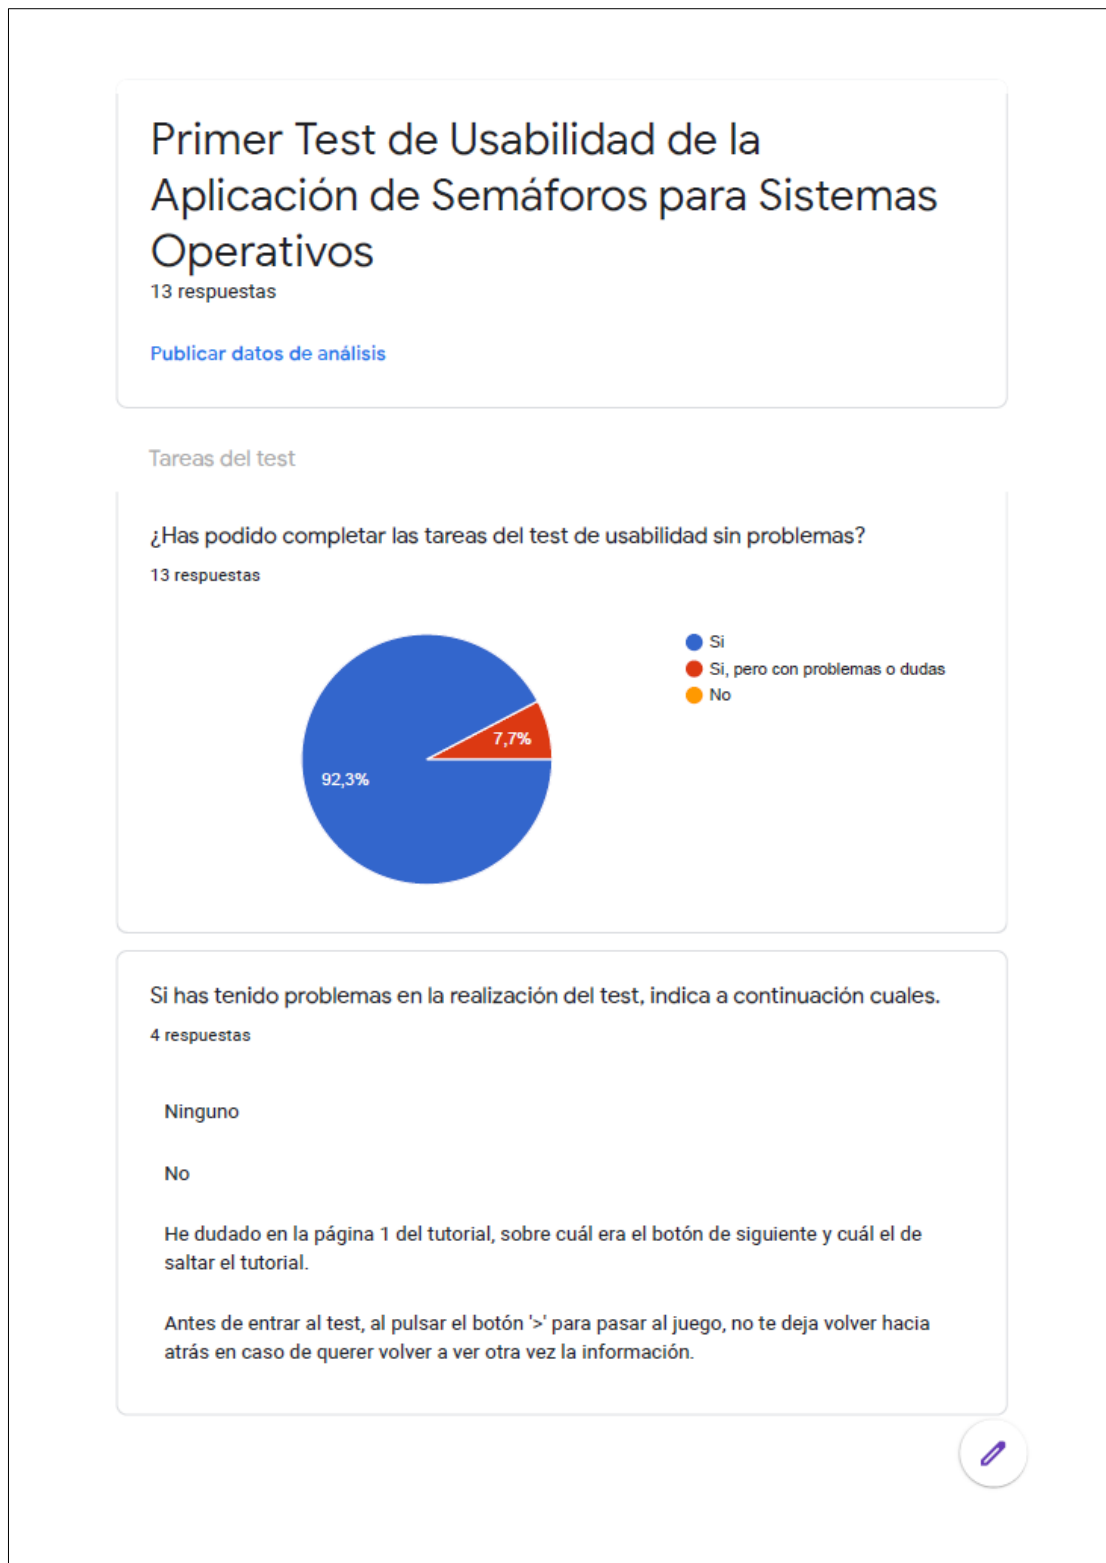 Primer Test de Usabilidad de la
Aplicación de Semáforos para Sistemas
Operativos
13 respuestas
Publicar datos de análisis
Tareas del test
¿Has podido completar las tareas del test de usabilidad sin problemas?
13 respuestas
Si
Si, pero con problemas o dudas
No
7,7%
92,3%
Si has tenido problemas en la realización del test, indica a continuación cuales.
4 respuestas
Ninguno
No
He dudado en la página 1 del tutorial, sobre cuál era el botón de siguiente y cuál el de
saltar el tutorial.
Antes de entrar al test, al pulsar el botón '>' para pasar al juego, no te deja volver hacia
atrás en caso de querer volver a ver otra vez la información.